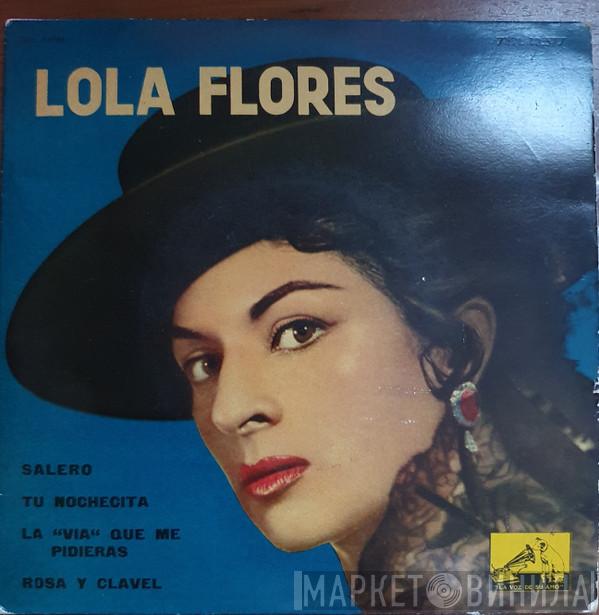 LOLA FLORES
SALERO
TU NOCHECITA
LA "VIA" QUE ME
PIDIERAS
ROSA Y CLAVEL
"LA VOZ DE SU AMO"
МАРКЕТ ВИНИЛА